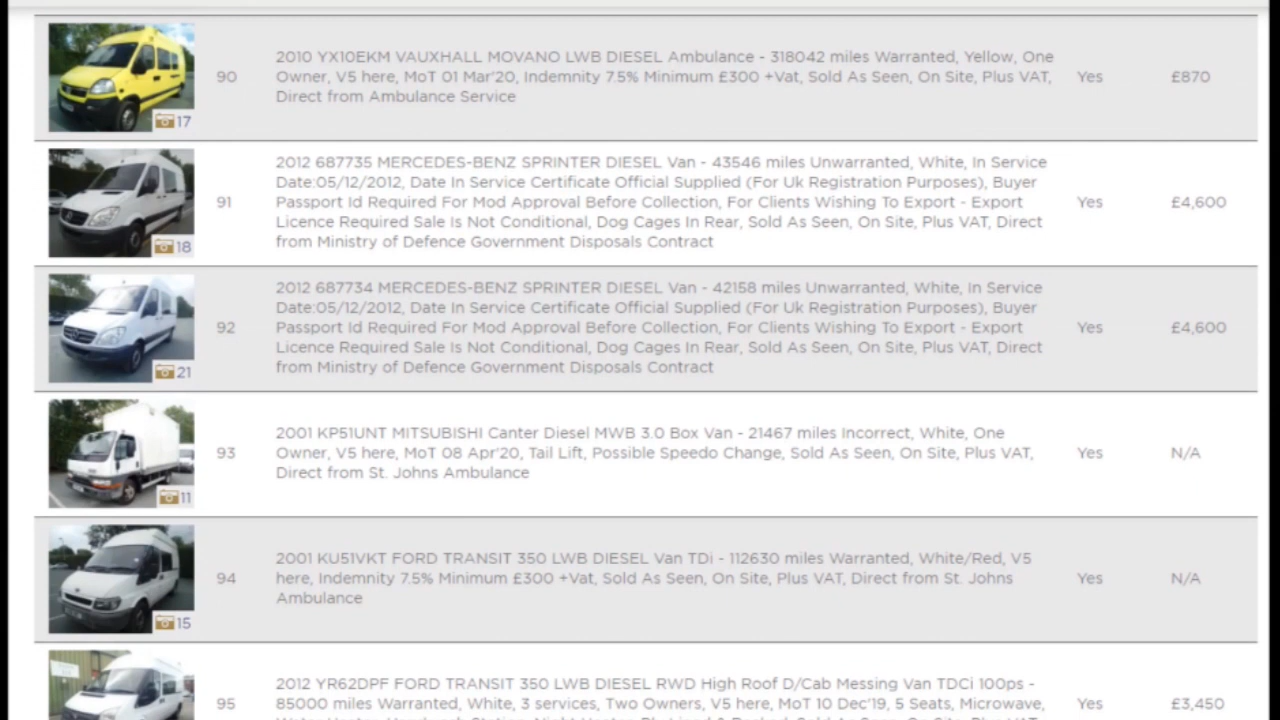 2010 YX10EKM VAUXHALL MOVANO LWB DIESEL Ambulance - 318042 miles Warranted, Yellow, One
90 Owner, V5 here, MoT 01 Mar'20, Indemnity 7.5% Minimum £300 +Vat, Sold As Seen, On Site, Plus VAT, Yes £870
Direct from Ambulance Service
17
2012 687735 MERCEDES-BENZ SPRINTER DIESEL Van - 43546 miles Unwarranted, White, In Service
Date:05/12/2012, Date In Service Certificate Official Supplied (For Uk Registration Purposes), Buyer
91 Passport Id Required For Mod Approval Before Collection, For Clients Wishing To Export - Export Yes £4,600
Licence Required Sale Is Not Conditional, Dog Cages In Rear, Sold As Seen, On Site, Plus VAT, Direct
from Ministry of Defence Government Disposals Contract
18
2012 687734 MERCEDES-BENZ SPRINTER DIESEL Van - 42158 miles Unwarranted, White, In Service
Date:05/12/2012, Date In Service Certificate Official Supplied (For Uk Registration Purposes), Buyer
92 Passport Id Required For Mod Approval Before Collection, For Clients Wishing To Export - Export Yes £4,600
Licence Required Sale Is Not Conditional, Dog Cages In Rear, Sold As Seen, On Site, Plus VAT, Direct
from Ministry of Defence Government Disposals Contract
21
2001 KP51UNT MITSUBISHI Canter Diesel MWB 3.0 Box Van - 21467 miles Incorrect, White, One
93 Owner, V5 here, MoT 08 Apr'20, Tail Lift, Possible Speedo Change, Sold As Seen, On Site, Plus VAT, Yes N/A
Direct from St. Johns Ambulance
11
2001 KU51VKT FORD TRANSIT 350 LWB DIESEL Van TDi - 112630 miles Warranted, White/Red, V5
94 here, Indemnity 7.5% Minimum £300 +Vat, Sold As Seen, On Site, Plus VAT, Direct from St. Johns Yes N/A
Ambulance
15
2012 YR62DPF FORD TRANSIT 350 LWB DIESEL RWD High Roof D/Cab Messing Van TDCi 100ps -
95 85000 miles Warranted, White, 3 services, Two Owners, V5 here, MoT 10 Dec'19, 5 Seats, Microwave, Yes £3,450